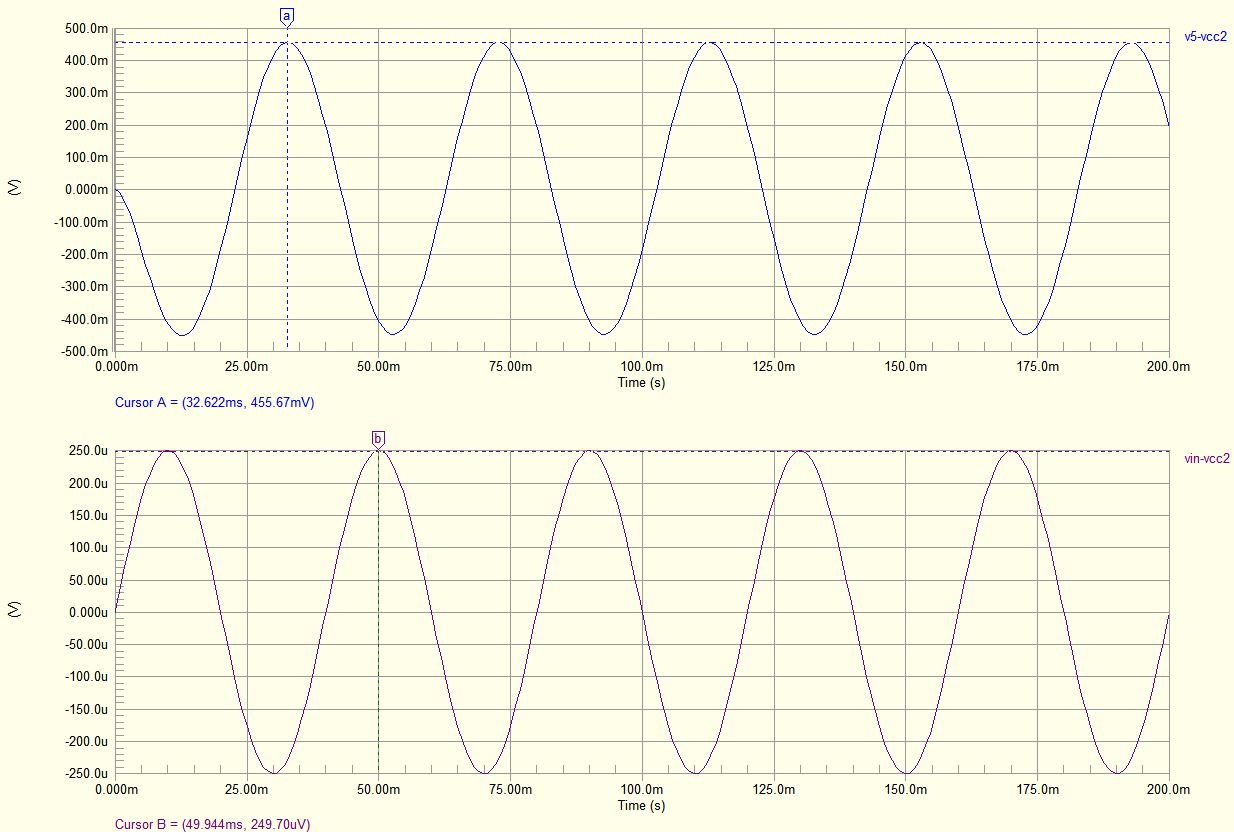 a
500.0m
v5-vcc2
400.0m
300.0m
200.0m
100.0m
(V)
0.000m
-100.00m
-200.0m
-300.0m
-400.0m
-500.0m
0.000m 25.00m 50.00m 75.00m 100.0m 125.0m 150.0m 175.0m 200.0m
Time (s)
Cursor A = (32.622ms, 455.67mV)
b
250.0u
vin-vcc2
200.0u
150.0u
100.0u
50.00u
(V)
0.000u
-50.00u
-100.0u
-150.0u
-200.0u
-250.0u
0.000m 25.00m 50.00m 75.00m 100.0m 125.0m 150.0m 175.0m 200.0m
Time (s)
Cursor B = (49.944ms, 249.70uV)